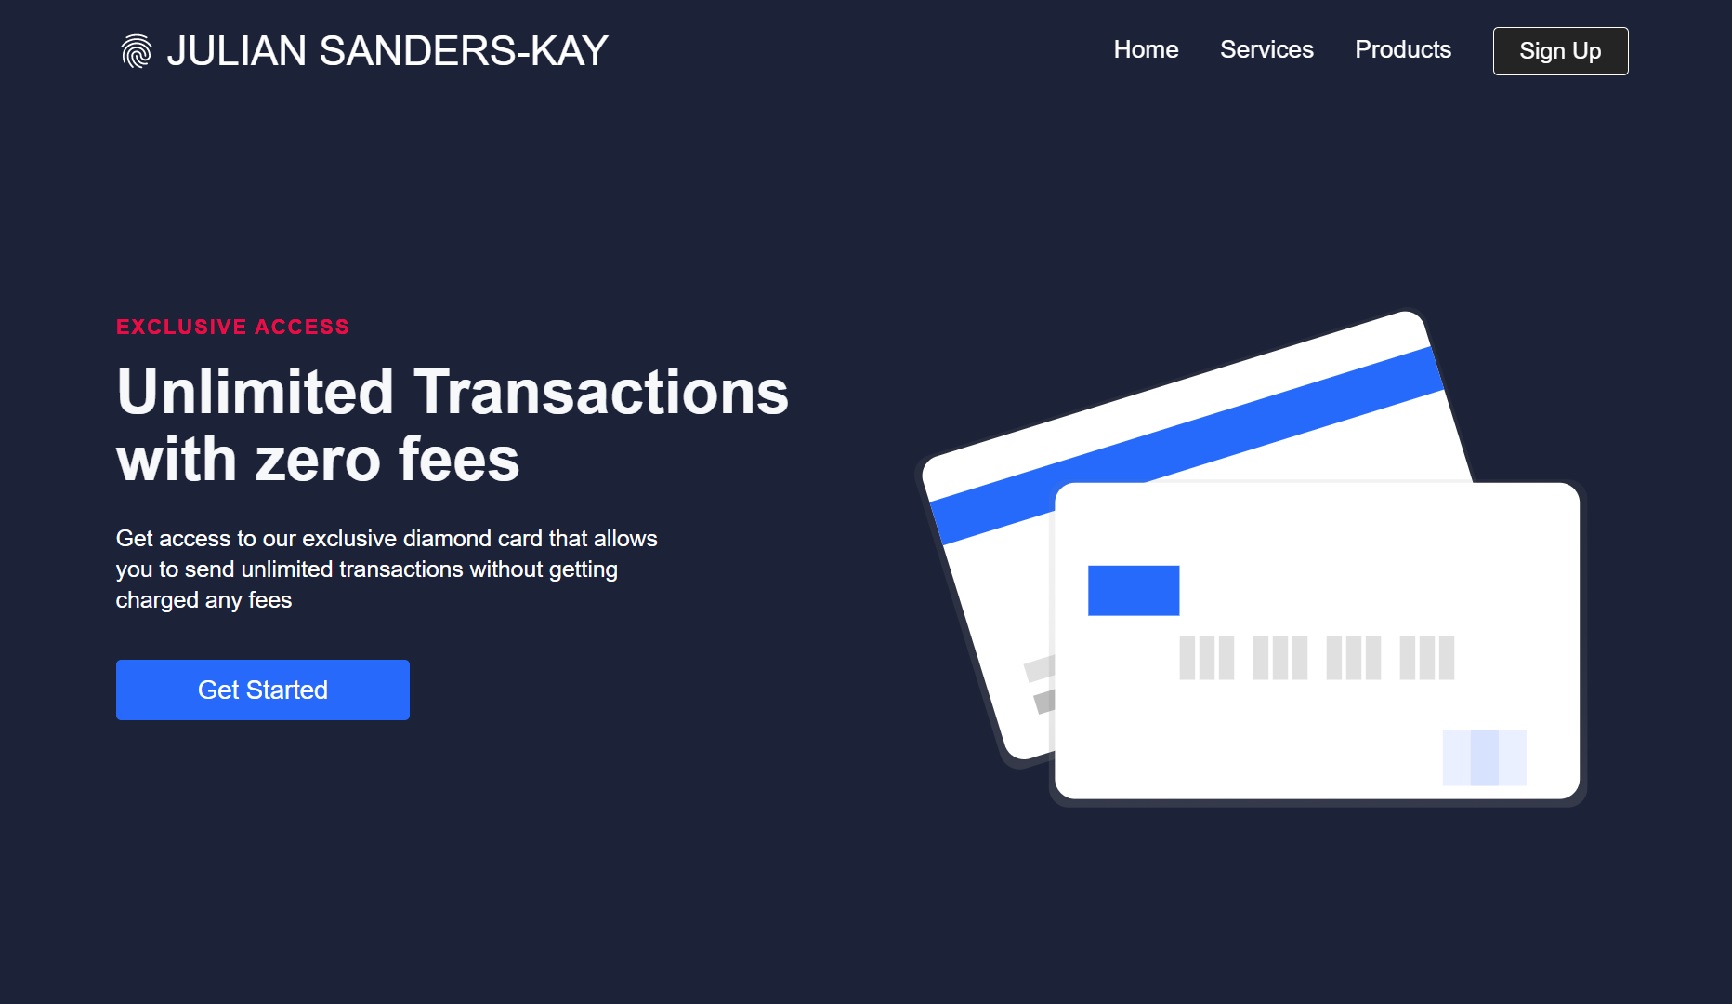 JULIAN SANDERS-KAY
Home
Services
Products
Sign Up
EXCLUSIVE ACCESS
Unlimited Transactions
with zero fees
Get access to our exclusive diamond card that allows
you to send unlimited transactions without getting
charged any fees
Get Started